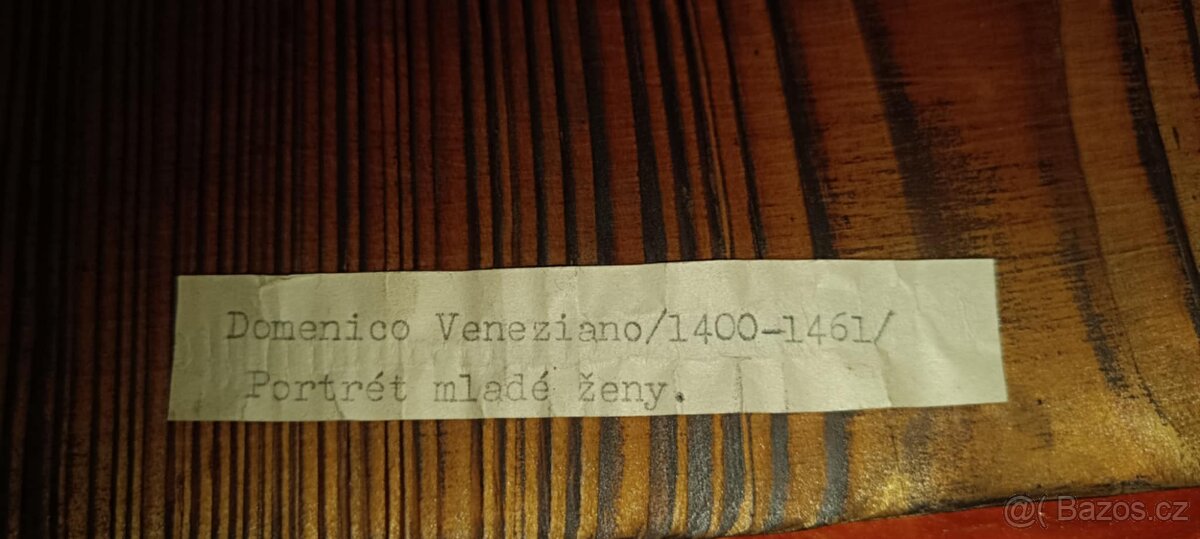 Domenico Veneziano/1400-1461/
Portrét mladé ženy.
@( Bazos.cz